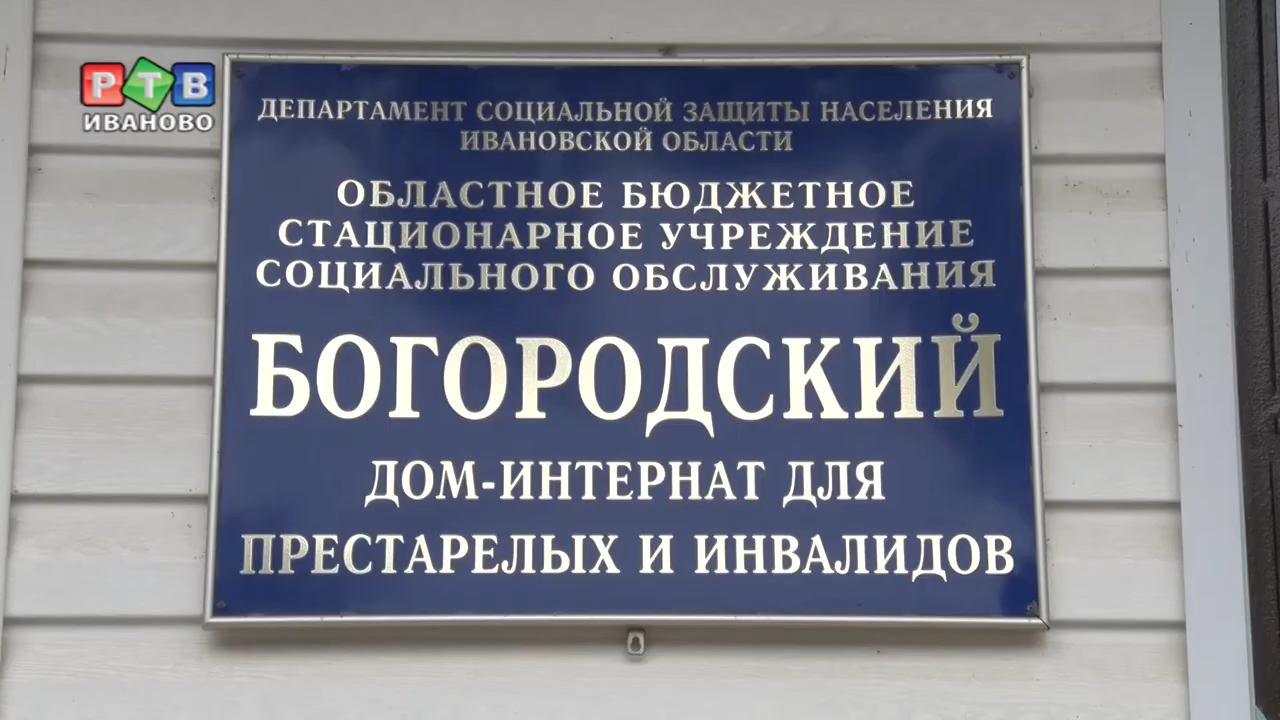 РТВ
ИВАНОВО
ДЕПАРТАМЕНТ СОЦИАЛЬНОЙ ЗАЩИТЫ НАСЕЛЕНИЯ
ИВАНОВСКОЙ ОБЛАСТИ
ОБЛАСТНОЕ БЮДЖЕТНОЕ
СТАЦИОНАРНОЕ УЧРЕЖДЕНИЕ
СОЦИАЛЬНОГО ОБСЛУЖИВАНИЯ
БОГОРОДСКИЙ
ДОМ-ИНТЕРНАТ ДЛЯ
ПРЕСТАРЕЛЫХ И ИНВАЛИДОВ